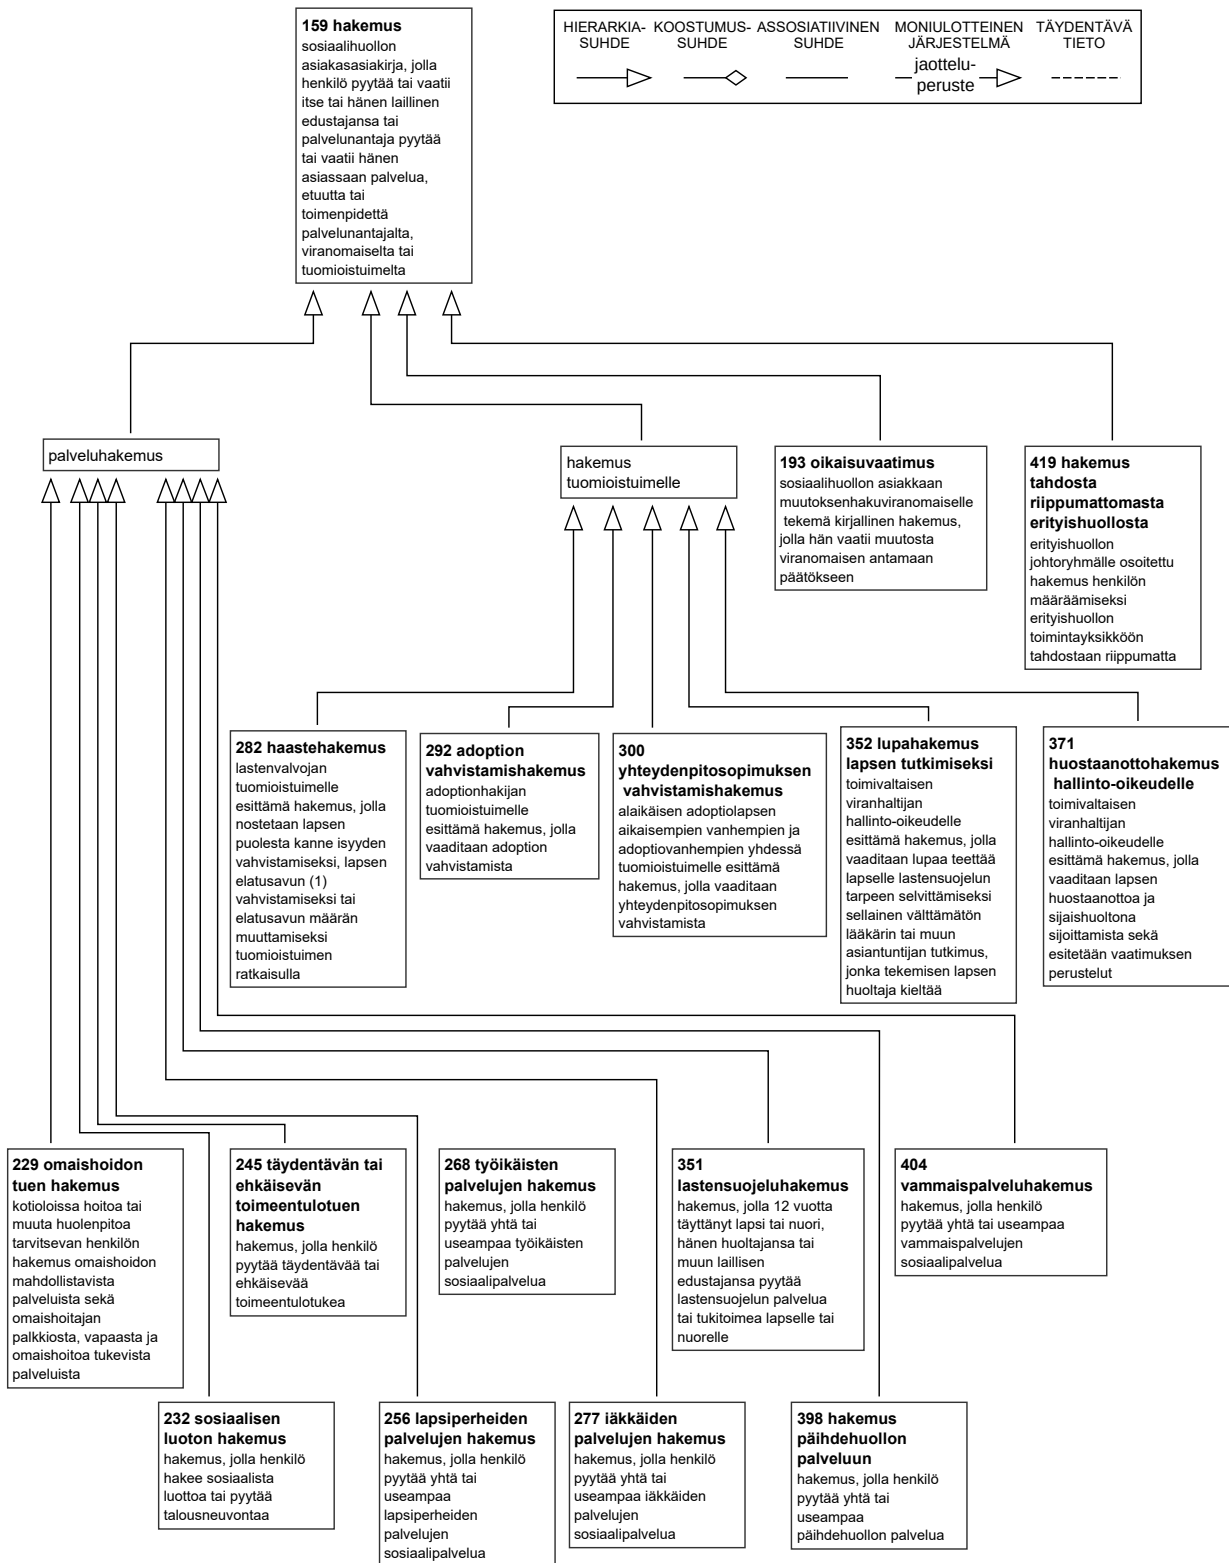 159 hakemus
sosiaalihuollon
asiakasasiakirja, jolla
henkilö pyytää tai vaatii
itse tai hänen laillinen
edustajansa tai
palvelunantaja pyytää
tai vaatii hänen
asiassaan palvelua,
etuutta tai
toimenpidettä
palvelunantajalta,
viranomaiselta tai
tuomioistuimelta
HIERARKIA-
SUHDE
KOOSTUMUS-
SUHDE
ASSOSIATIIVINEN
SUHDE
MONIULOTTEINEN
JÄRJESTELMÄ
jaottelu-
peruste
TÄYDENTÄVÄ
TIETO
palveluhakemus
hakemus
tuomioistuimelle
193 oikaisuvaatimus
sosiaalihuollon asiakkaan
muutoksenhakuviranomaiselle
tekemä kirjallinen hakemus,
jolla hän vaatii muutosta
viranomaisen antamaan
päätökseen
419 hakemus
tahdosta
riippumattomasta
erityishuollosta
erityishuollon
johtoryhmälle osoitettu
hakemus henkilön
määräämiseksi
erityishuollon
toimintayksikköön
tahdostaan riippumatta
282 haastehakemus
lastenvalvojan
tuomioistuimelle
esittämä hakemus, jolla
nostetaan lapsen
puolesta kanne isyyden
vahvistamiseksi, lapsen
elatusavun (1)
vahvistamiseksi tai
elatusavun määrän
muuttamiseksi
tuomioistuimen
ratkaisulla
292 adoption
vahvistamishakemus
adoptionhakijan
tuomioistuimelle
esittämä hakemus, jolla
vaaditaan adoption
vahvistamista
300
yhteydenpitosopimuksen
vahvistamishakemus
alaikäisen adoptiolapsen
aikaisempien vanhempien ja
adoptiovanhempien yhdessä
tuomioistuimelle esittämä
hakemus, jolla vaaditaan
yhteydenpitosopimuksen
vahvistamista
352 lupahakemus
lapsen tutkimiseksi
toimivaltaisen
viranhaltijan
hallinto-oikeudelle
esittämä hakemus, jolla
vaaditaan lupaa teettää
lapselle lastensuojelun
tarpeen selvittämiseksi
sellainen välttämätön
lääkärin tai muun
asiantuntijan tutkimus,
jonka tekemisen lapsen
huoltaja kieltää
371
huostaanottohakemus
hallinto-oikeudelle
toimivaltaisen
viranhaltijan
hallinto-oikeudelle
esittämä hakemus, jolla
vaaditaan lapsen
huostaanottoa ja
sijaishuoltona
sijoittamista sekä
esitetään vaatimuksen
perustelut
229 omaishoidon
tuen hakemus
kotioloissa hoitoa tai
muuta huolenpitoa
tarvitsevan henkilön
hakemus omaishoidon
mahdollistavista
palveluista sekä
omaishoitajan
palkkiosta, vapaasta ja
omaishoitoa tukevista
palveluista
245 täydentävän tai
ehkäisevän
toimeentulotuen
hakemus
hakemus, jolla henkilö
pyytää täydentävää tai
ehkäisevää
toimeentulotukea
268 työikäisten
palvelujen hakemus
hakemus, jolla henkilö
pyytää yhtä tai
useampaa työikäisten
palvelujen
sosiaalipalvelua
351
lastensuojeluhakemus
hakemus, jolla 12 vuotta
täyttänyt lapsi tai nuori,
hänen huoltajansa tai
muun laillisen
edustajansa pyytää
lastensuojelun palvelua
tai tukitoimea lapselle tai
nuorelle
404
vammaispalveluhakemus
hakemus, jolla henkilö
pyytää yhtä tai useampaa
vammaispalvelujen
sosiaalipalvelua
232 sosiaalisen
luoton hakemus
hakemus, jolla henkilö
hakee sosiaalista
luottoa tai pyytää
talousneuvontaa
256 lapsiperheiden
palvelujen hakemus
hakemus, jolla henkilö
pyytää yhtä tai
useampaa
lapsiperheiden
palvelujen
sosiaalipalvelua
277 iäkkäiden
palvelujen hakemus
hakemus, jolla henkilö
pyytää yhtä tai
useampaa iäkkäiden
palvelujen
sosiaalipalvelua
398 hakemus
päihdehuollon
palveluun
hakemus, jolla henkilö
pyytää yhtä tai
useampaa
päihdehuollon palvelua